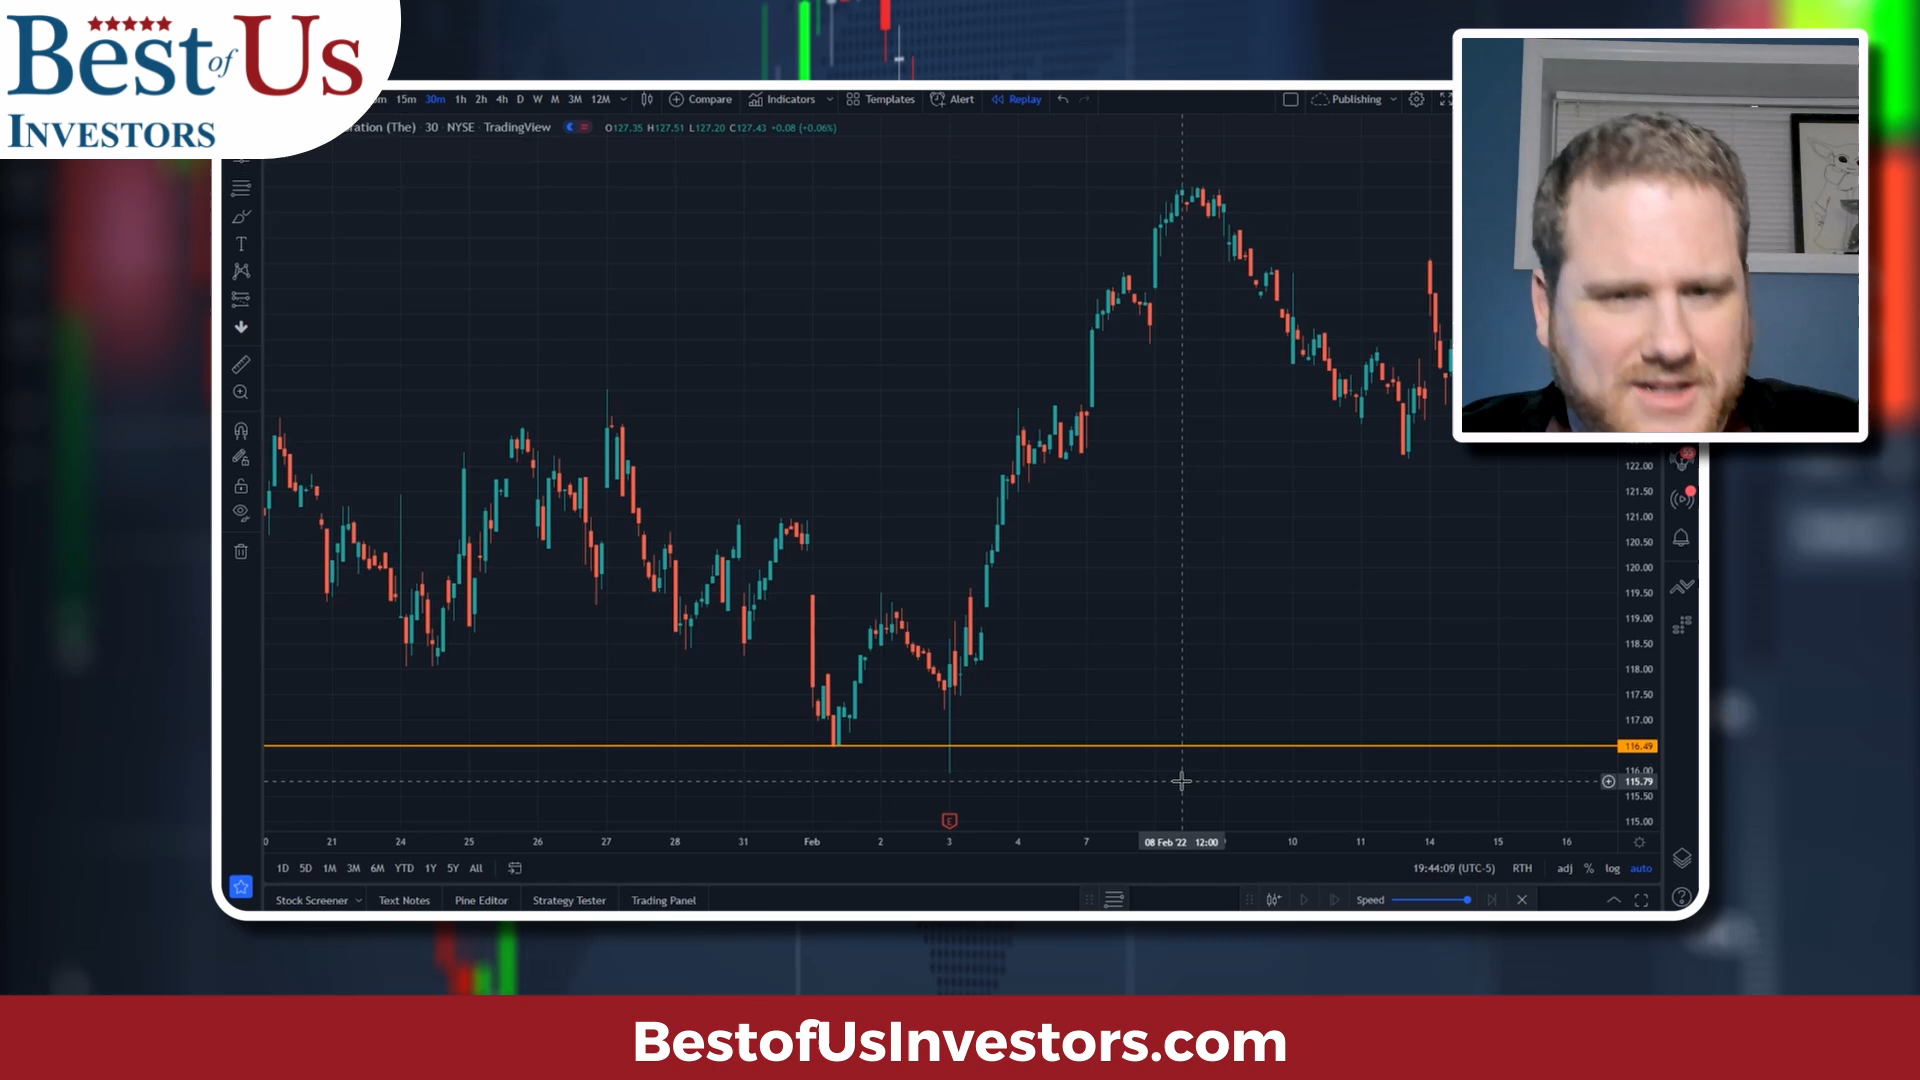 Best of Us
INVESTORS
15m 30m 1h 2h 4h D W M 3M 12M Compare Indicators Templates Alert Replay Publishing
ration (The) · 30 · NYSE · TradingView O127.35 H127.51 L127.20 C127.43 +0.08 (+0.06%)
122.00
121.50
121.00
120.50
120.00
119.50
119.00
118.50
118.00
117.50
117.00
116.49
116.00
115.79
115.50
115.00
E
21 24 25 26 27 28 31 Feb 2 3 4 7 08 Feb '22 12:00 10 11 14 15 16
1D 5D 1M 3M 6M YTD 1Y 5Y All 19:44:09 (UTC-5) RTH adj % log auto
Stock Screener Text Notes Pine Editor Strategy Tester Trading Panel Speed
BestofUsInvestors.com